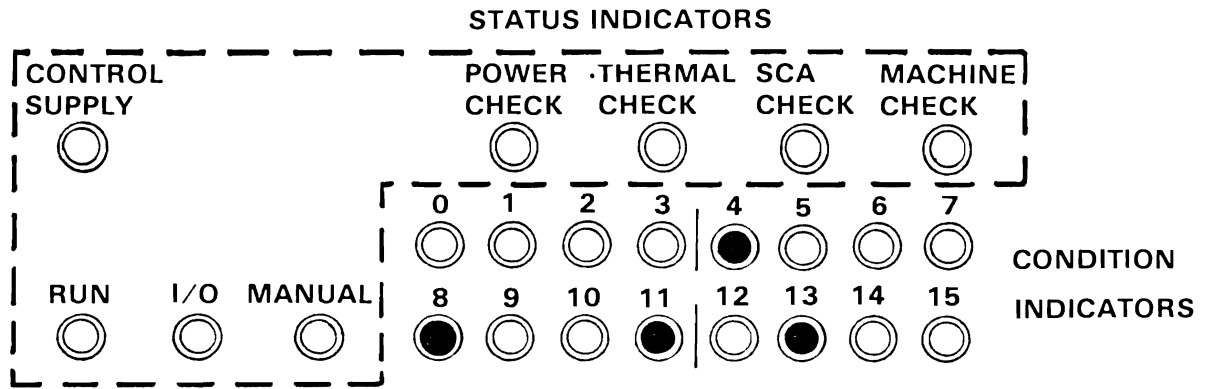 STATUS INDICATORS
CONTROL SUPPLY
POWER CHECK
THERMAL CHECK
SCA CHECK
MACHINE CHECK
0 1 2 3 4 5 6 7
CONDITION INDICATORS
RUN I/O MANUAL
8 9 10 11 12 13 14 15